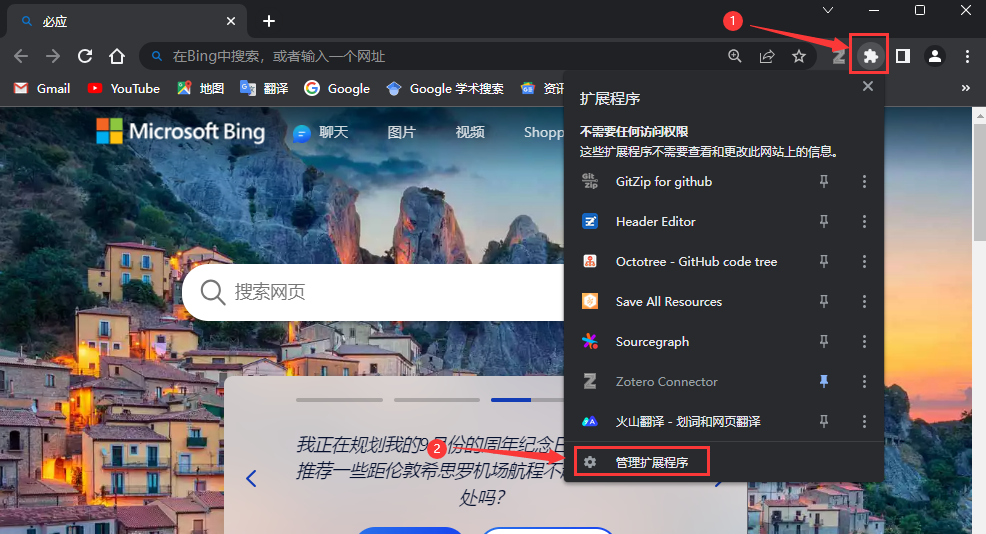 必应
1
在Bing中搜索，或者输入一个网址
Gmail
YouTube
地图
翻译
Google
Google 学术搜索
资讯
Microsoft Bing
聊天
图片
视频
Shopp
搜索网页
我正在规划我的9月份的周年纪念日
推荐一些距伦敦希思罗机场航程不
处吗?
扩展程序
不需要任何访问权限
这些扩展程序不需要查看和更改此网站上的信息。
GitZip for github
Header Editor
Octotree - GitHub code tree
Save All Resources
Sourcegraph
Zotero Connector
火山翻译 - 划词和网页翻译
2
管理扩展程序